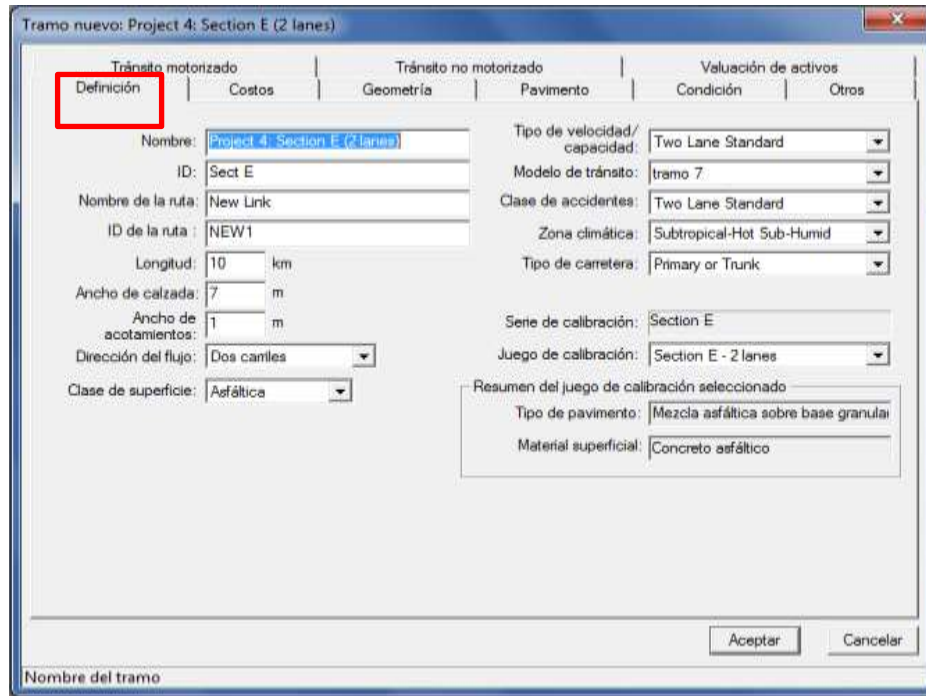 Tramo nuevo: Project 4: Section E (2 lanes)
Tránsito motorizado
Tránsito no motorizado
Valuación de activos
Definición
Costos
Geometría
Pavimento
Condición
Otros
Nombre: Project 4: Section E (2 lanes)
ID: Sect E
Nombre de la ruta: New Link
ID de la ruta : NEW1
Longitud: 10 km
Ancho de calzada: 7 m
Ancho de
acotamientos: 1 m
Dirección del flujo: Dos carriles
Clase de superficie: Asfáltica
Tipo de velocidad/
capacidad: Two Lane Standard
Modelo de tránsito: tramo 7
Clase de accidentes: Two Lane Standard
Zona climática: Subtropical-Hot Sub-Humid
Tipo de carretera: Primary or Trunk
Serie de calibración: Section E
Juego de calibración: Section E - 2 lanes
Resumen del juego de calibración seleccionado
Tipo de pavimento: Mezcla asfáltica sobre base granular
Material superficial: Concreto asfáltico
Aceptar
Cancelar
Nombre del tramo